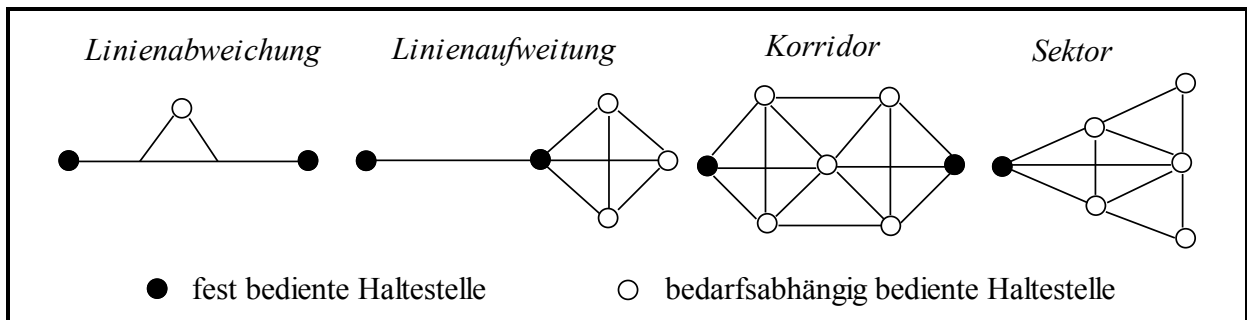 Linienabweichung
Linienaufweitung
Korridor
Sektor
fest bediente Haltestelle
bedarfsabhängig bediente Haltestelle